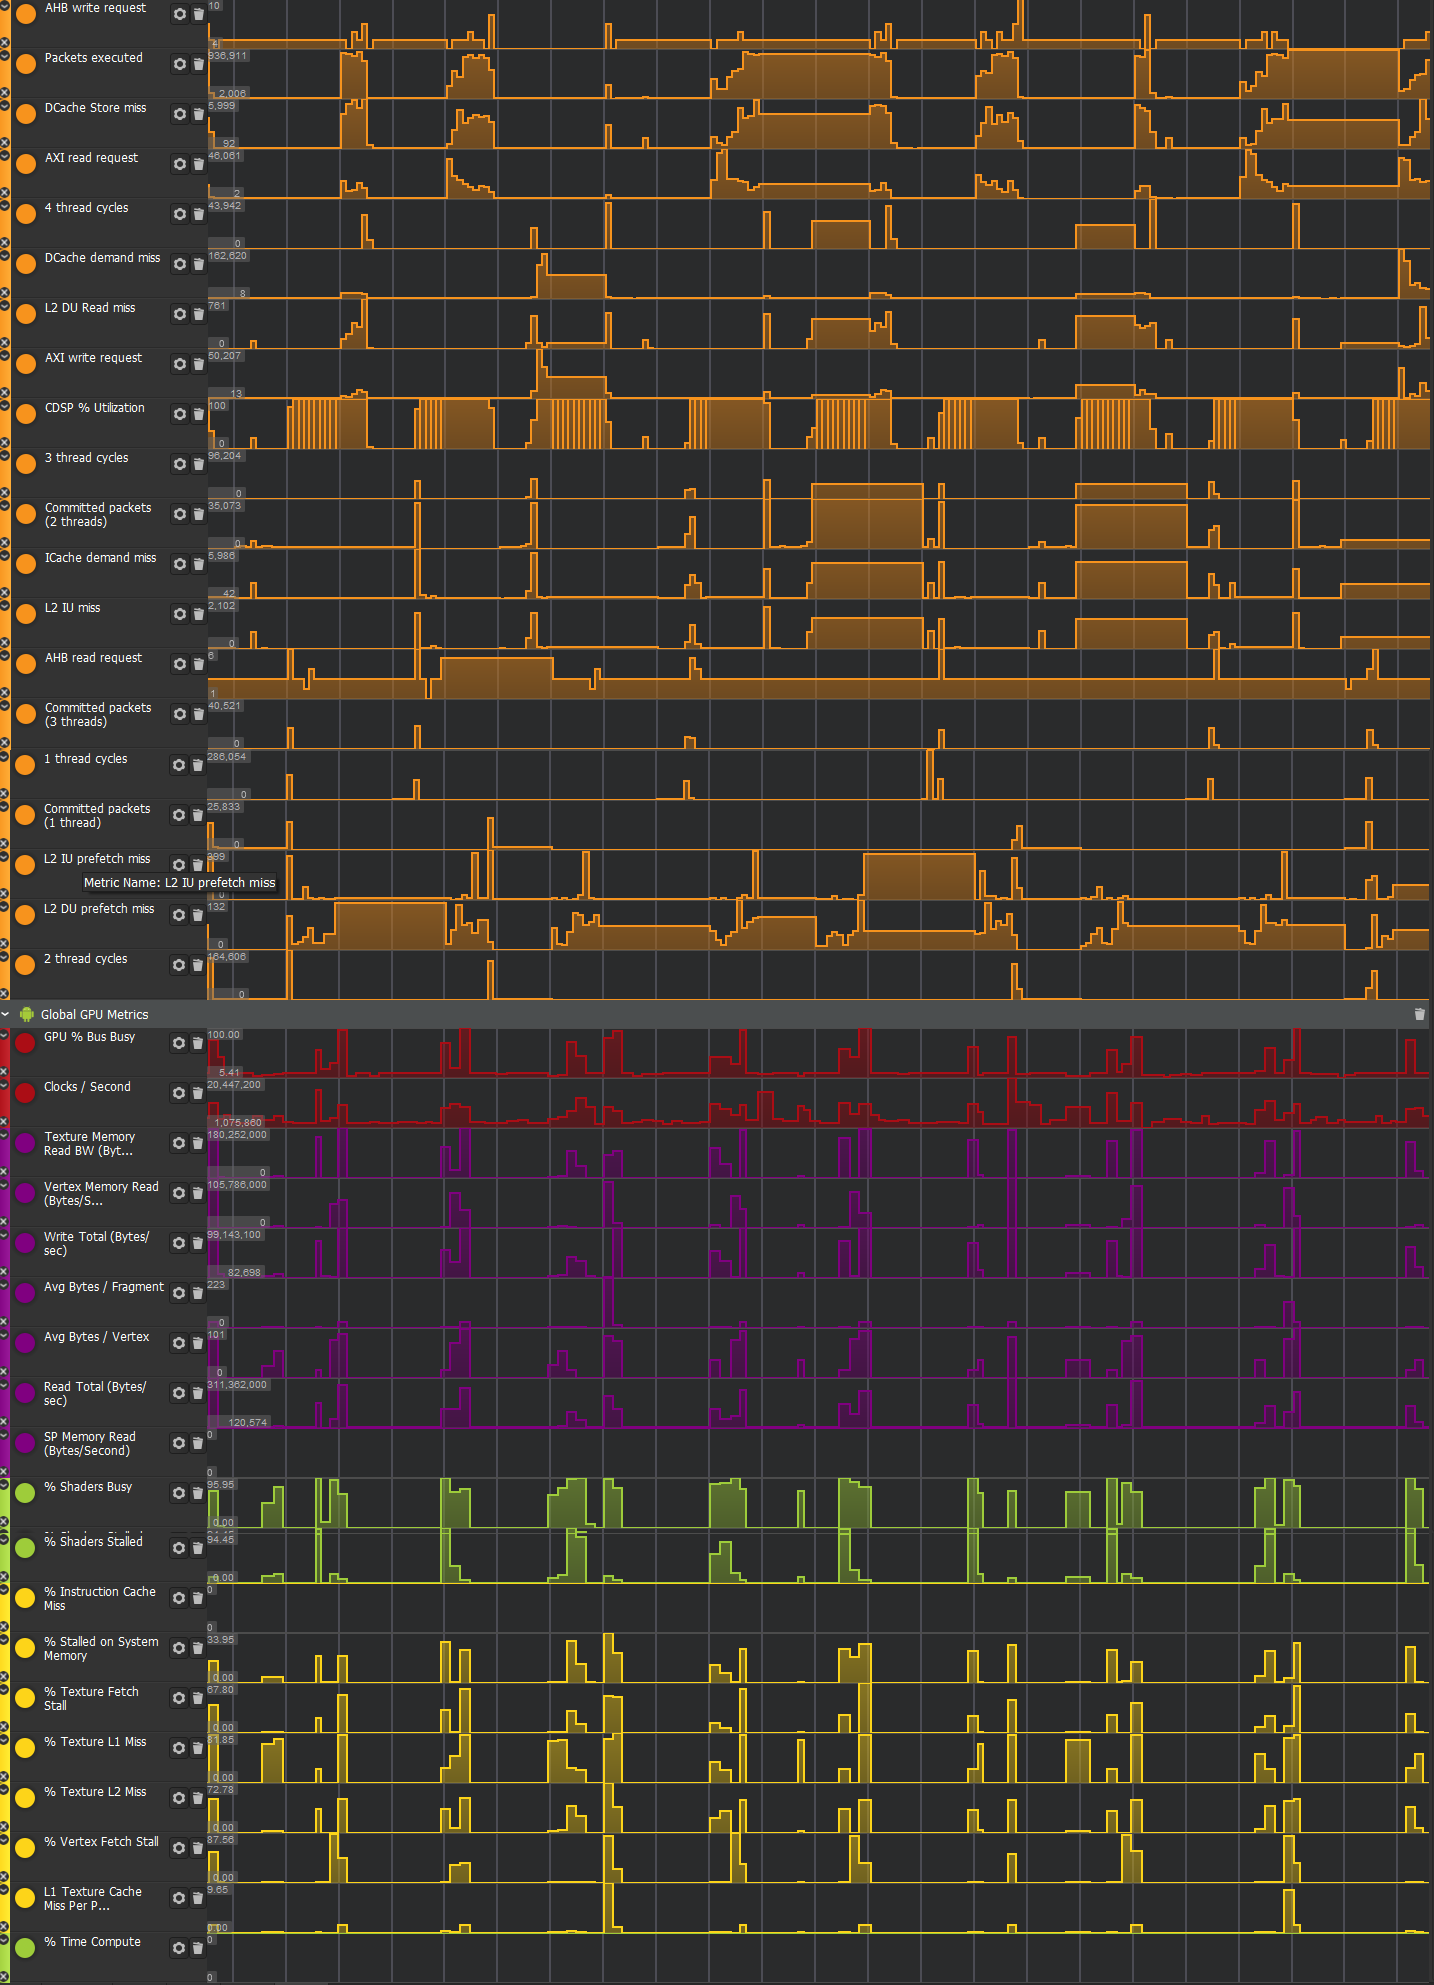 AHB write request
10
4
Packets executed
936,911
2,006
DCache Store miss
5,999
92
AXI read request
46,061
2
4 thread cycles
43,942
0
DCache demand miss
162,620
8
L2 DU Read miss
761
0
AXI write request
50,207
13
CDSP % Utilization
100
0
3 thread cycles
96,204
0
Committed packets
(2 threads)
35,073
0
ICache demand miss
5,986
42
L2 IU miss
2,102
0
AHB read request
6
1
Committed packets
(3 threads)
40,521
0
1 thread cycles
286,054
0
Committed packets
(1 thread)
25,833
0
L2 IU prefetch miss
399
0
Metric Name: L2 IU prefetch miss
L2 DU prefetch miss
132
0
2 thread cycles
464,606
0
Global GPU Metrics
GPU % Bus Busy
100.00
5.41
Clocks / Second
20,447,200
1,075,860
Texture Memory
Read BW (Byt...
180,252,000
0
Vertex Memory Read
(Bytes/S...
105,786,000
0
Write Total (Bytes/
sec)
99,143,100
82,698
Avg Bytes / Fragment
223
0
Avg Bytes / Vertex
101
0
Read Total (Bytes/
sec)
311,362,000
120,574
SP Memory Read
(Bytes/Second)
0
0
% Shaders Busy
95.95
0.00
% Shaders Stalled
94.45
0.00
% Instruction Cache
Miss
0
0
% Stalled on System
Memory
33.95
0.00
% Texture Fetch
Stall
67.80
0.00
% Texture L1 Miss
81.85
0.00
% Texture L2 Miss
72.78
0.00
% Vertex Fetch Stall
87.56
0.00
L1 Texture Cache
Miss Per P...
9.65
0.00
% Time Compute
0
0